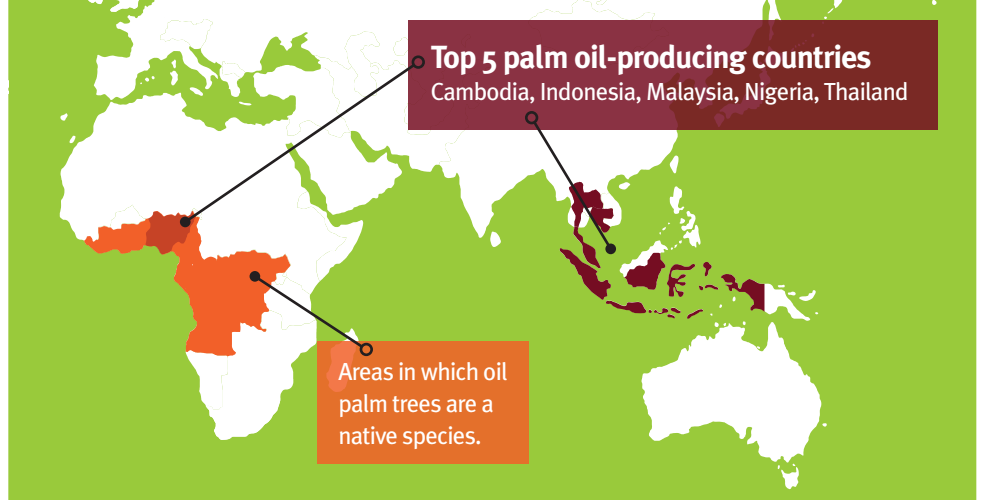 Top 5 palm oil-producing countries
Cambodia, Indonesia, Malaysia, Nigeria, Thailand
Areas in which oil
palm trees are a
native species.